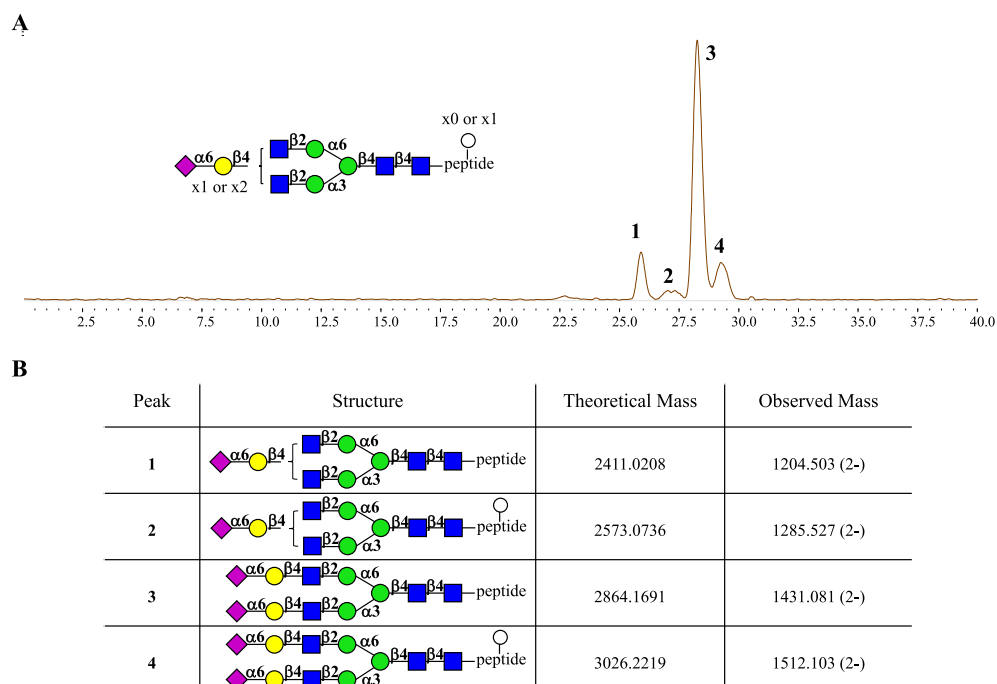 A
3
x0 or x1
β2 α6
α6 β4 β4 β4 peptide
x1 or x2 β2 α3
1
4
2
2.5 5.0 7.5 10.0 12.5 15.0 17.5 20.0 22.5 25.0 27.5 30.0 32.5 35.0 37.5 40.0
B
Peak Structure Theoretical Mass Observed Mass
β2 α6
1 α6 β4 β4 β4 peptide 2411.0208 1204.503 (2-)
β2 α3
β2 α6
2 α6 β4 β4 β4 peptide 2573.0736 1285.527 (2-)
β2 α3
α6 β4 β2 α6
3 β4 β4 peptide 2864.1691 1431.081 (2-)
α6 β4 β2 α3
α6 β4 β2 α6
4 β4 β4 peptide 3026.2219 1512.103 (2-)
α6 β4 β2 α3